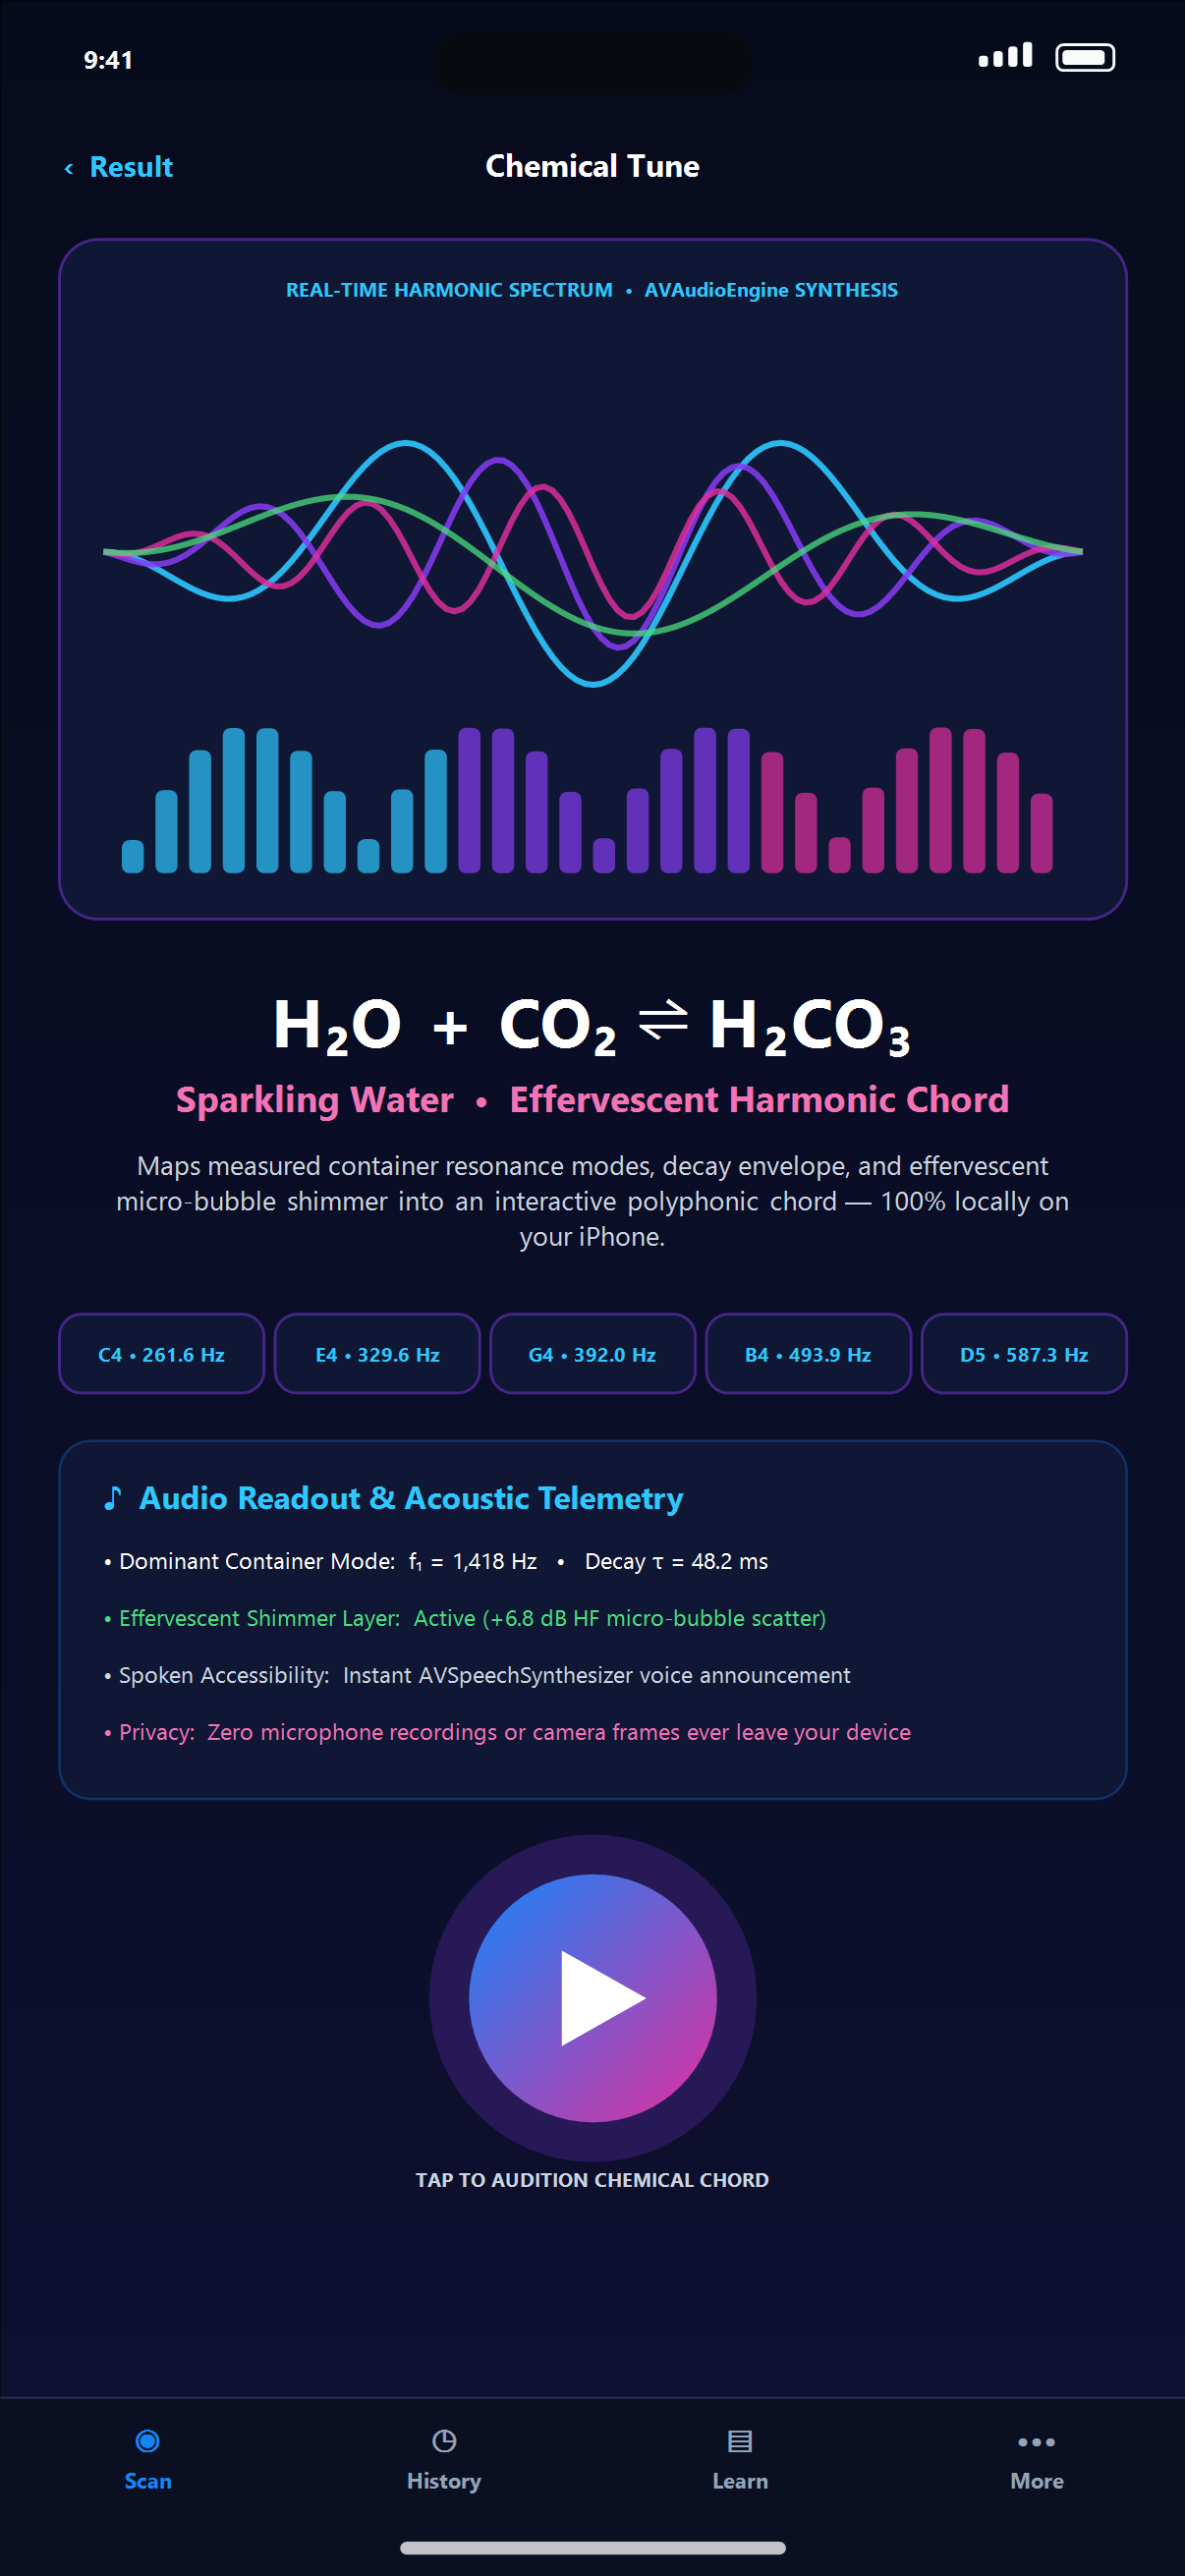 9:41
‹ Result
Chemical Tune
REAL-TIME HARMONIC SPECTRUM • AVAudioEngine SYNTHESIS
H₂O + CO₂ ⇌ H₂CO₃
Sparkling Water • Effervescent Harmonic Chord
Maps measured container resonance modes, decay envelope, and effervescent
micro-bubble shimmer into an interactive polyphonic chord — 100% locally on
your iPhone.
C4 • 261.6 Hz
E4 • 329.6 Hz
G4 • 392.0 Hz
B4 • 493.9 Hz
D5 • 587.3 Hz
♪ Audio Readout & Acoustic Telemetry
• Dominant Container Mode: f₁ = 1,418 Hz • Decay τ = 48.2 ms
• Effervescent Shimmer Layer: Active (+6.8 dB HF micro-bubble scatter)
• Spoken Accessibility: Instant AVSpeechSynthesizer voice announcement
• Privacy: Zero microphone recordings or camera frames ever leave your device
TAP TO AUDITION CHEMICAL CHORD
Scan
History
Learn
More